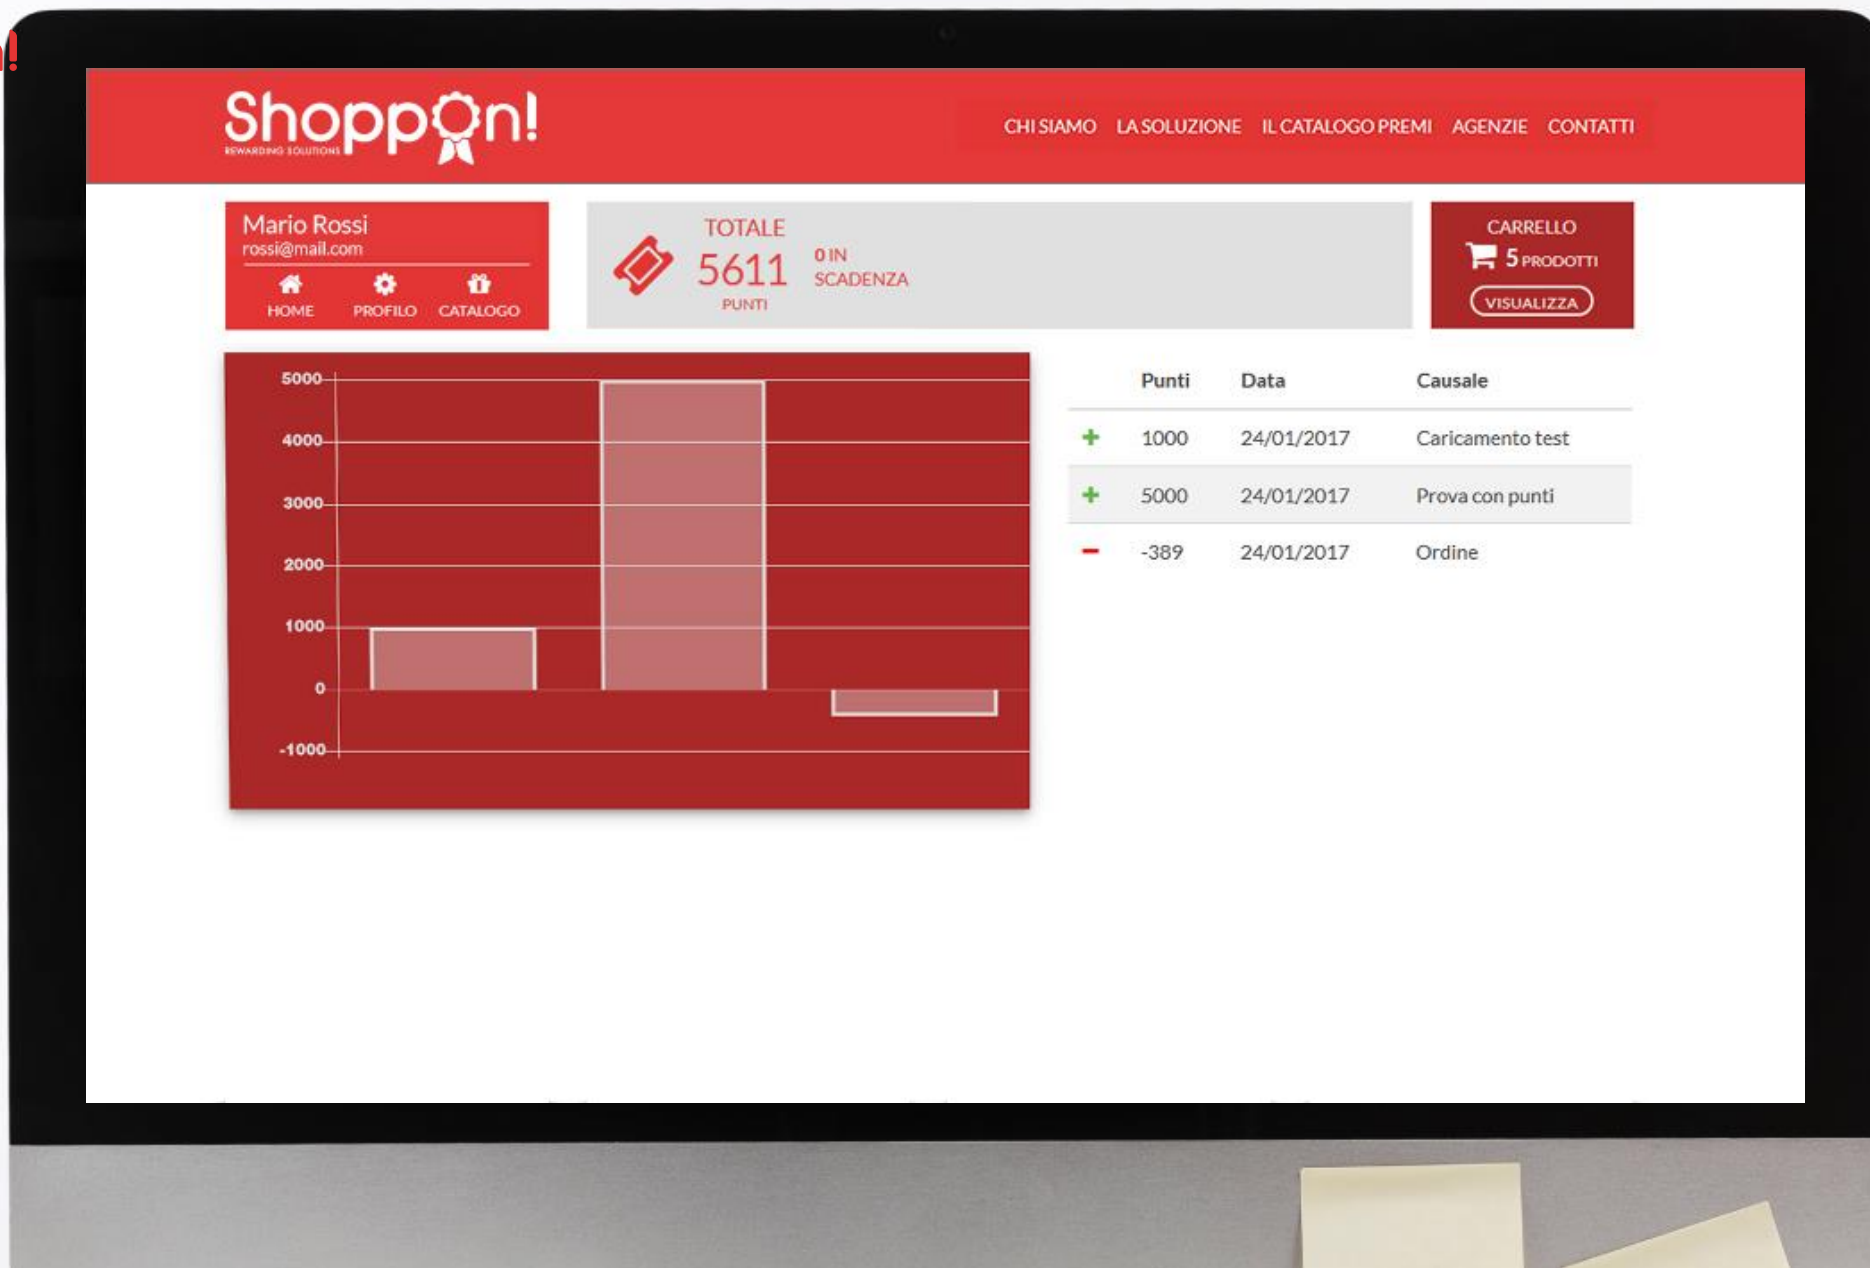 !
Shoppon!
REWARDING SOLUTIONS
CHI SIAMO LA SOLUZIONE IL CATALOGO PREMI AGENZIE CONTATTI
Mario Rossi
rossi@mail.com
HOME PROFILO CATALOGO
TOTALE
5611
PUNTI
0 IN
SCADENZA
CARRELLO
5 PRODOTTI
VISUALIZZA
5000
4000
3000
2000
1000
0
-1000
Punti Data Causale
+ 1000 24/01/2017 Caricamento test
+ 5000 24/01/2017 Prova con punti
- -389 24/01/2017 Ordine